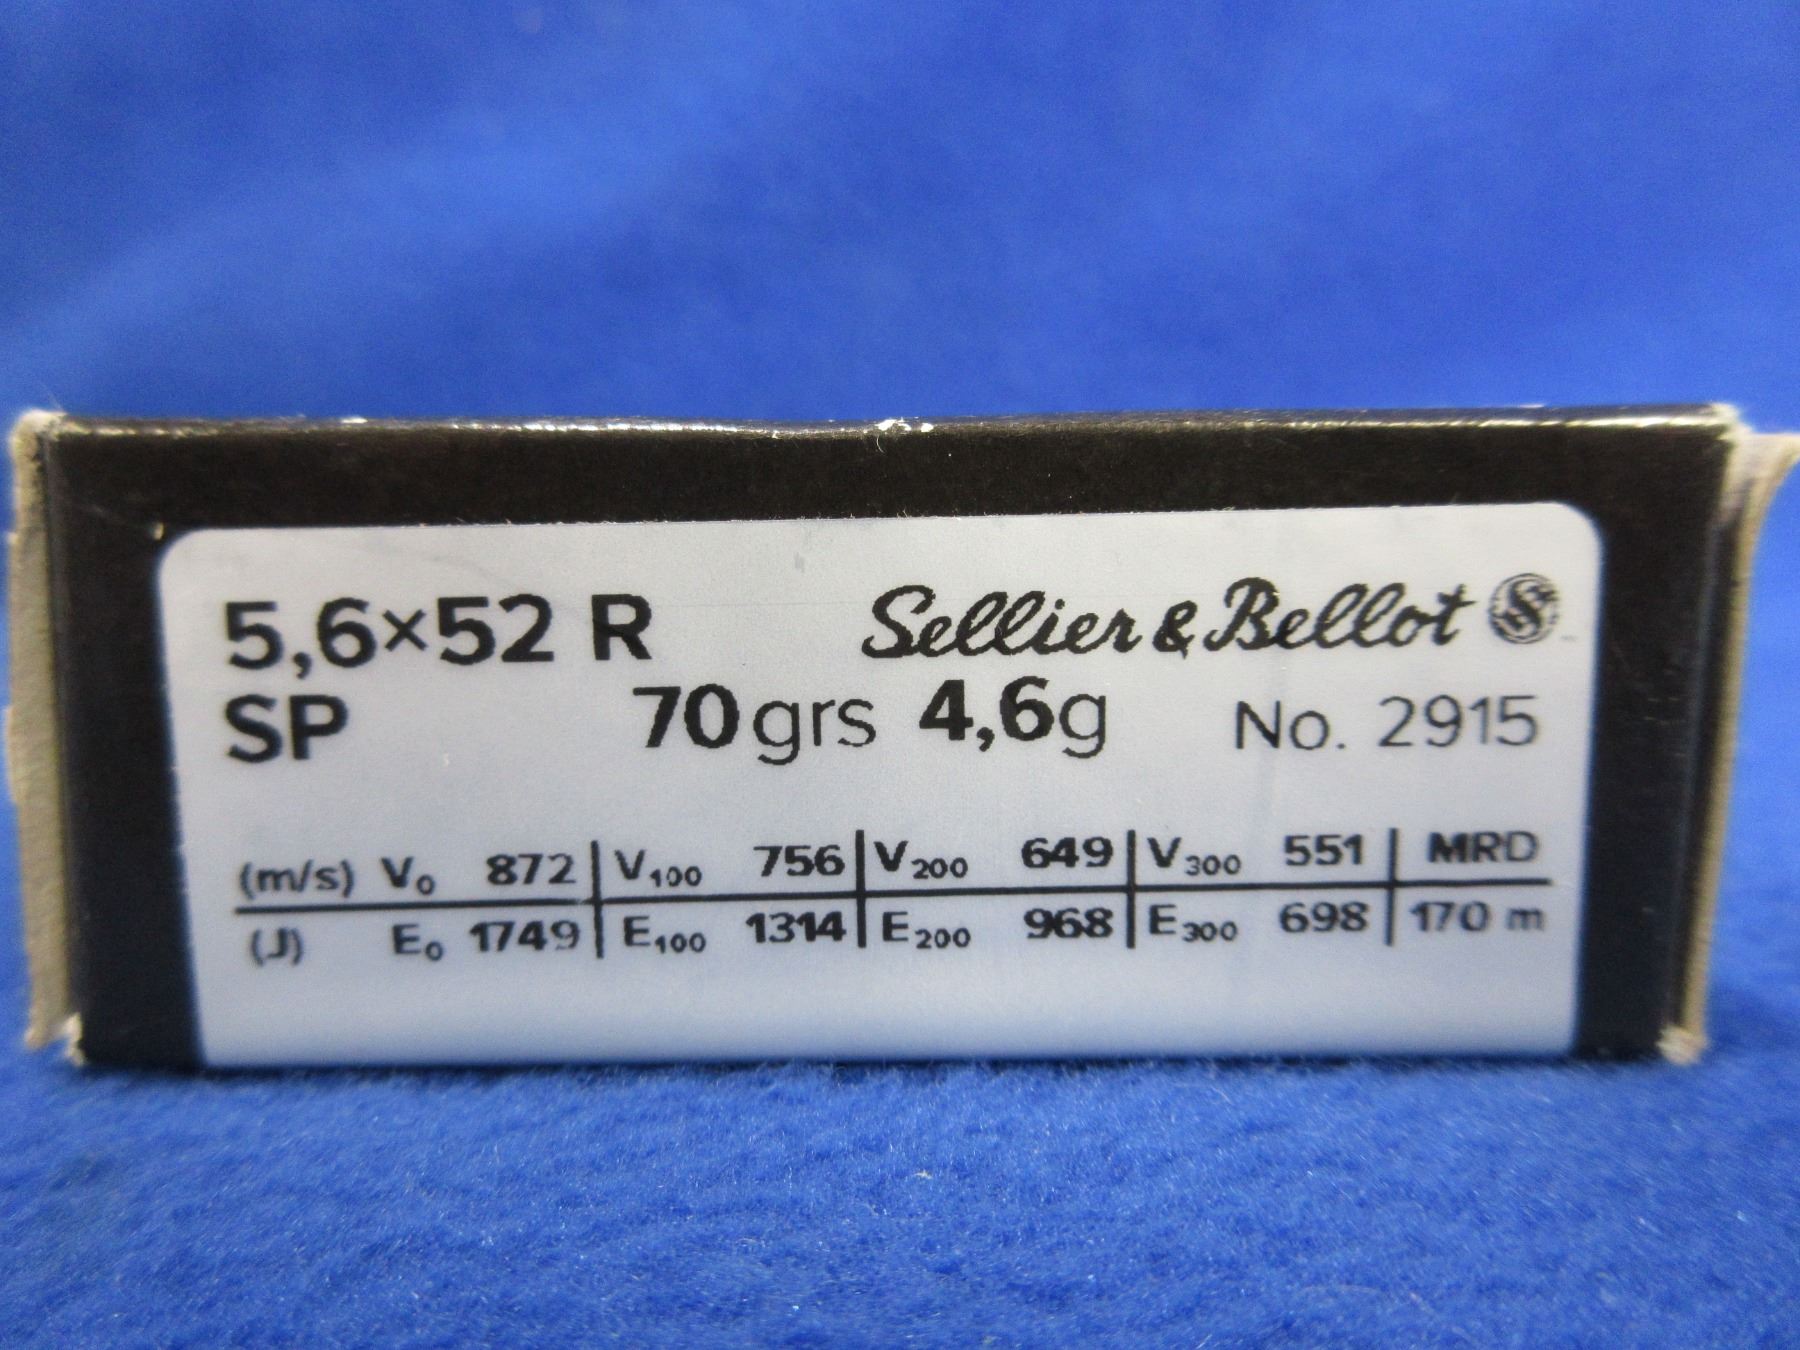 5,6×52 R Sellier & Bellot
SP 70 grs 4,6g No. 2915
(m/s) V₀ 872 V₁₀₀ 756 V₂₀₀ 649 V₃₀₀ 551 MRD
(J) E₀ 1749 E₁₀₀ 1314 E₂₀₀ 968 E₃₀₀ 698 170 m